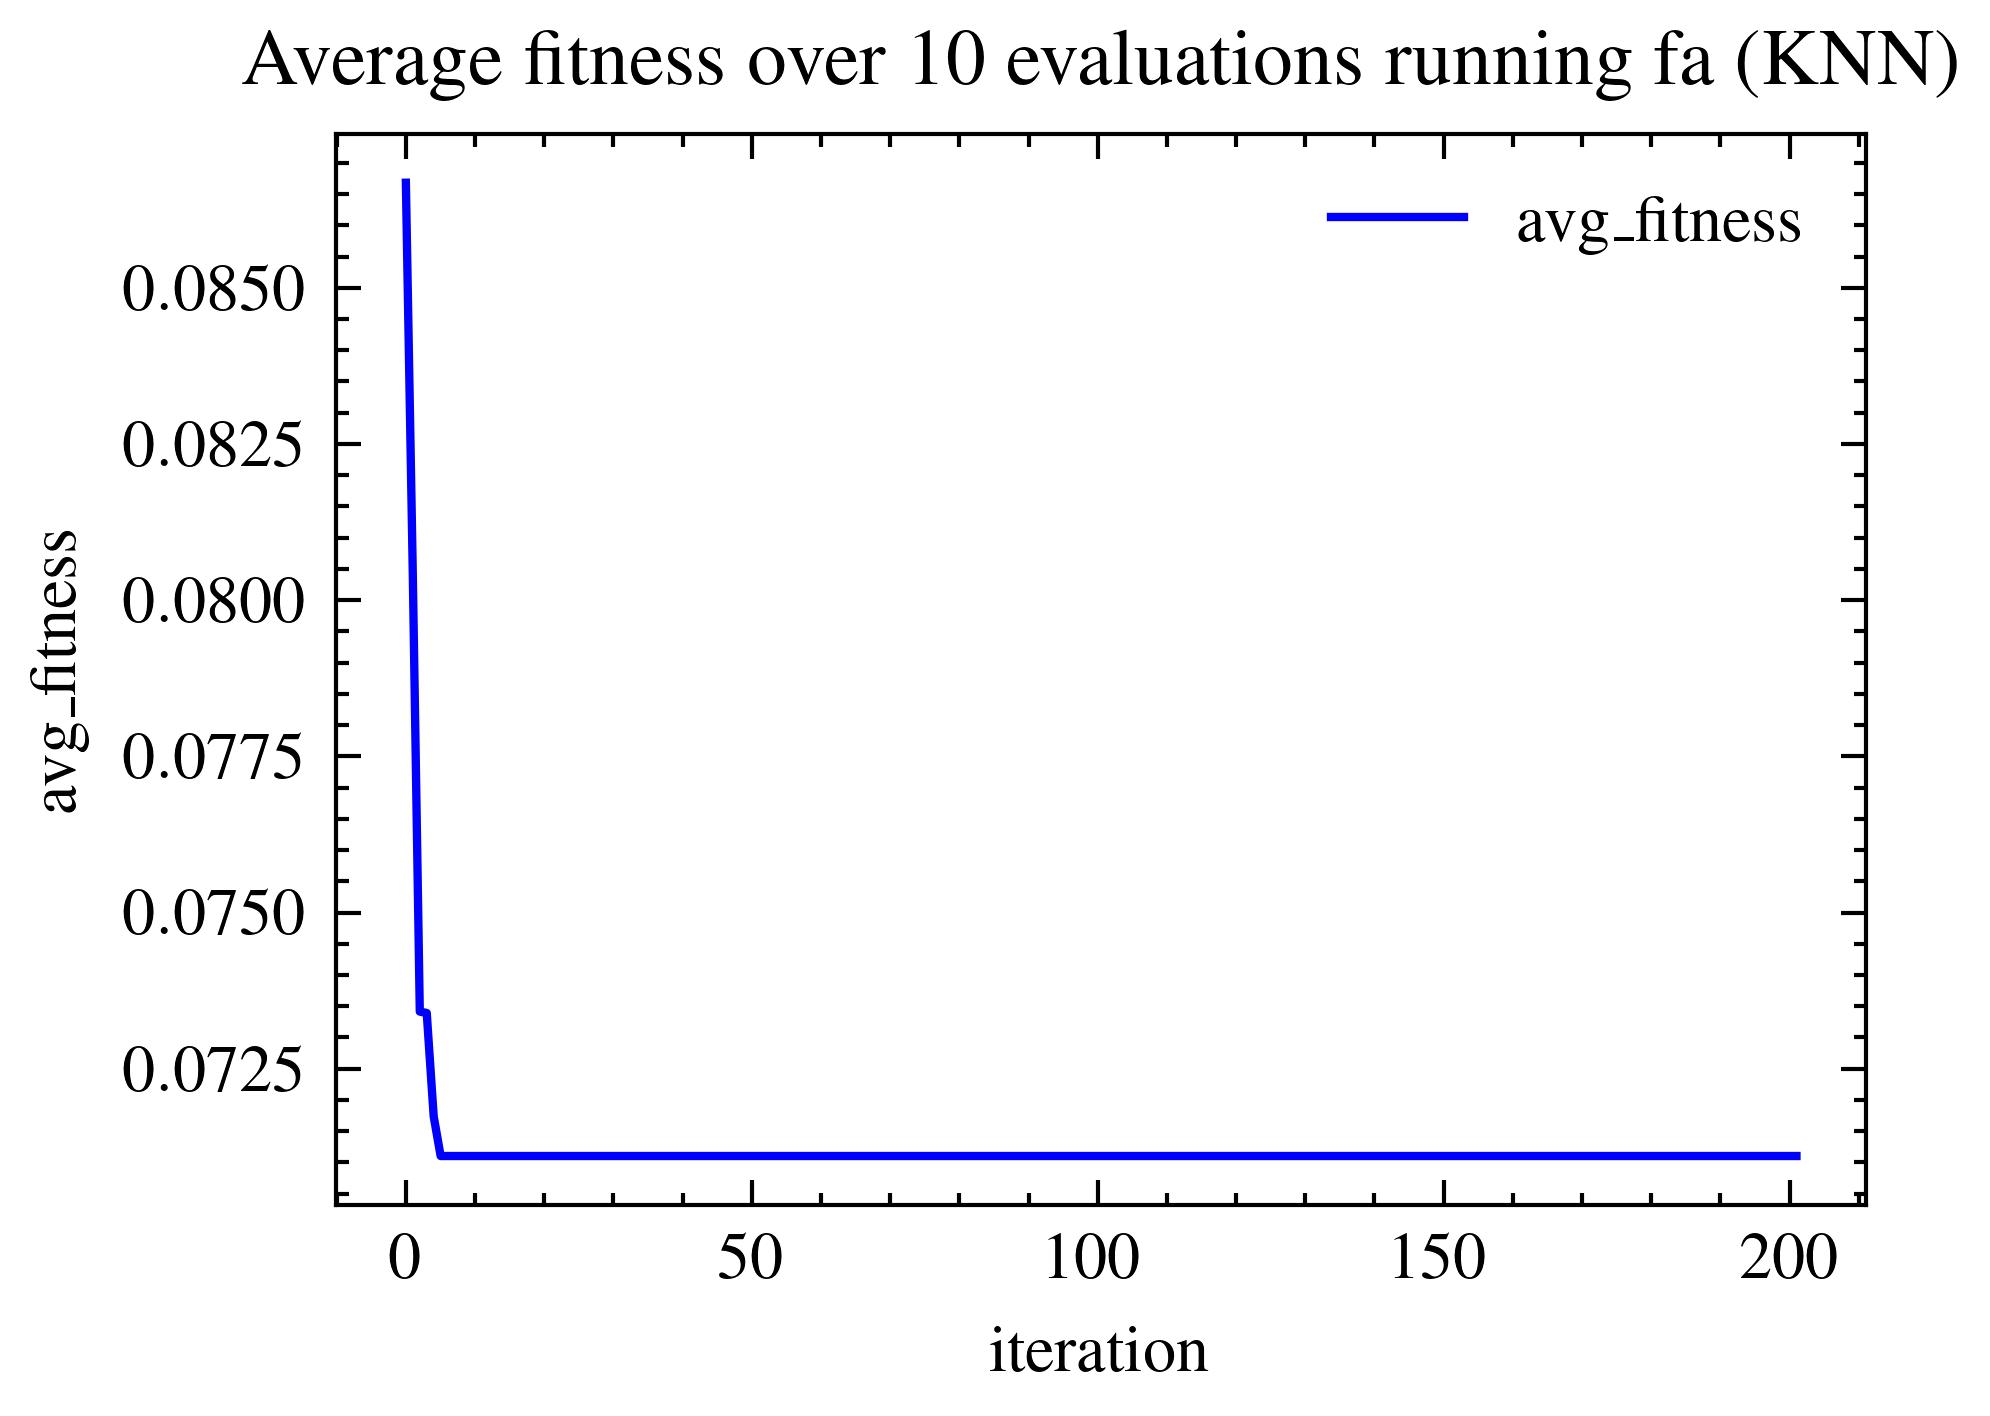 Average fitness over 10 evaluations running fa (KNN)
avg_fitness
0.0850
0.0825
0.0800
0.0775
0.0750
0.0725
avg_fitness
0 50 100 150 200
iteration